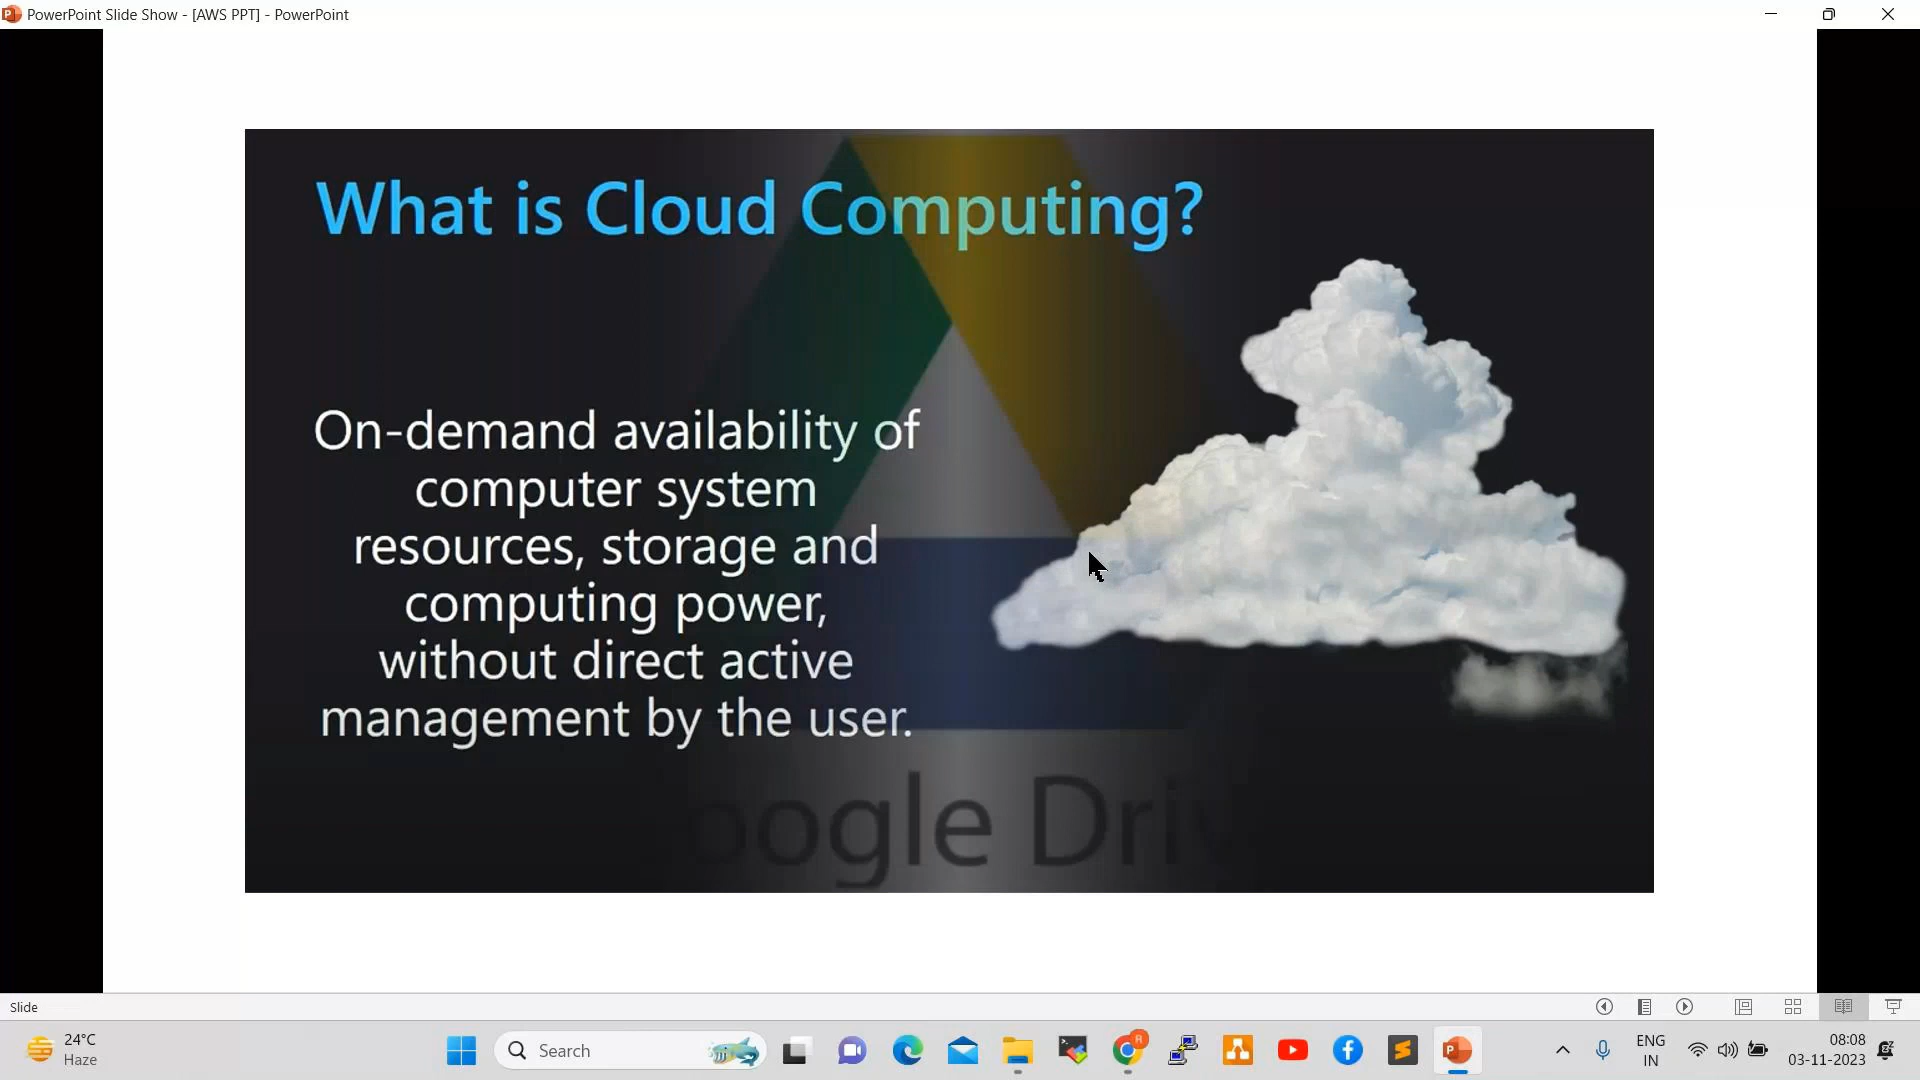 PowerPoint Slide Show - [AWS PPT] - PowerPoint
What is Cloud Computing?
On-demand availability of
computer system
resources, storage and
computing power,
without direct active
management by the user.
oogle Driv
Slide
24°C
Haze
Search
ENG
IN
08:08
03-11-2023